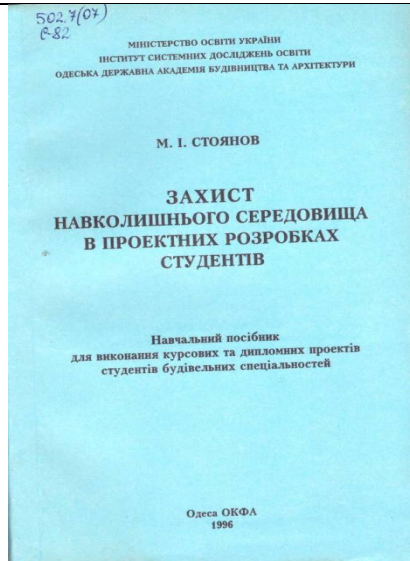 502.7(07)
С-82
МІНІСТЕРСТВО ОСВІТИ УКРАЇНИ
ІНСТИТУТ СИСТЕМНИХ ДОСЛІДЖЕНЬ ОСВІТИ
ОДЕСЬКА ДЕРЖАВНА АКАДЕМІЯ БУДІВНИЦТВА ТА АРХІТЕКТУРИ
М. І. СТОЯНОВ
ЗАХИСТ
НАВКОЛИШНЬОГО СЕРЕДОВИЩА
В ПРОЕКТНИХ РОЗРОБКАХ
СТУДЕНТІВ
Навчальний посібник
для виконання курсових та дипломних проектів
студентів будівельних спеціальностей
Одеса ОКФА
1996